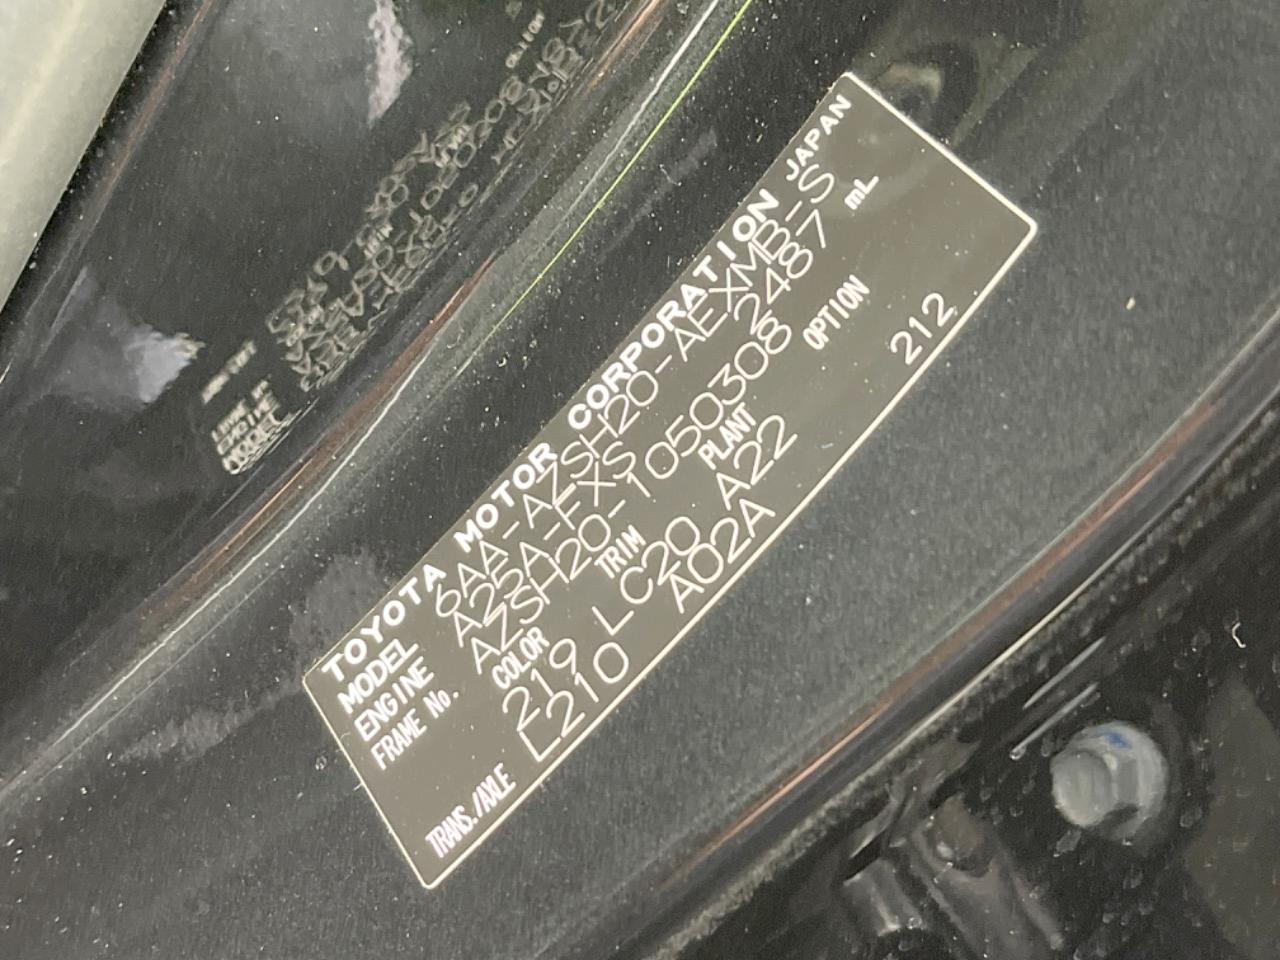 TOYOTA MOTOR CORPORATION JAPAN
MODEL 6AA-AZSH20-AEXMB-S
ENGINE A25A-FXS 2487 mL
FRAME No. AZSH20-1050308
COLOR TRIM PLANT OPTION
219 LC20 A22 212
TRANS./AXLE L210 A02A